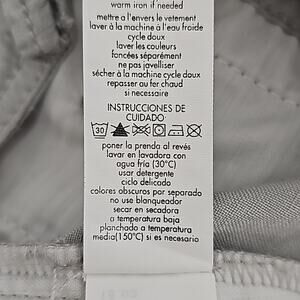 warm iron if needed
mettre a l'envers le vetement
laver à la machine à l'eau froide
cycle doux
laver les couleurs
foncées séparément
ne pas javelliser
sécher à la machine cycle doux
repasser au fer chaud
si necessaire
INSTRUCCIONES DE
CUIDADO
30
poner la prenda al revés
lavar en lavadora con
agua fría (30°C)
usar detergente
ciclo delicado
colores obscuros por separado
no use blanqueador
secar en secadora
a temperatura baja
planchado a temperatura
media(150°C) si es necesario